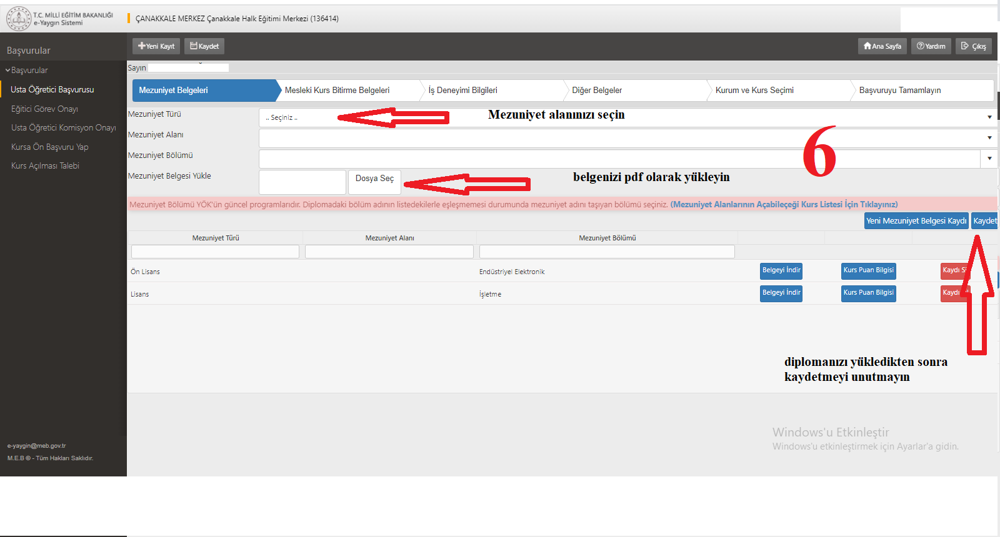 T.C. MİLLİ EĞİTİM BAKANLIĞI
e-Yaygın Sistemi
ÇANAKKALE MERKEZ Çanakkale Halk Eğitimi Merkezi (136414)
Başvurular
Yeni Kayıt Kaydet Ana Sayfa Yardım Çıkış
Başvurular
Usta Öğretici Başvurusu
Eğitici Görev Onayı
Usta Öğretici Komisyon Onayı
Kursa Ön Başvuru Yap
Kurs Açılması Talebi
Sayın
Mezuniyet Belgeleri Mesleki Kurs Bitirme Belgeleri İş Deneyimi Bilgileri Diğer Belgeler Kurum ve Kurs Seçimi Başvuruyu Tamamlayın
Mezuniyet Türü .. Seçiniz .. Mezuniyet alanınızı seçin
Mezuniyet Alanı
6
Mezuniyet Bölümü
Mezuniyet Belgesi Yükle Dosya Seç belgenizi pdf olarak yükleyin
Mezuniyet Bölümü YÖK'ün güncel programlarıdır. Diplomadaki bölüm adının listedekilerle eşleşmemesi durumunda mezuniyet adını taşıyan bölümü seçiniz. (Mezuniyet Alanlarının Açabileçeği Kurs Listesi İçin Tıklayınız)
Yeni Mezuniyet Belgesi Kaydı Kaydet
Mezuniyet Türü Mezuniyet Alanı Mezuniyet Bölümü
Ön Lisans Endüstriyel Elektronik Belgeyi İndir Kurs Puan Bilgisi Kaydı
Lisans İşletme Belgeyi İndir Kurs Puan Bilgisi Kaydı
diplomanızı yükledikten sonra
kaydetmeyi unutmayın
Windows'u Etkinleştir
Windows'u etkinleştirmek için Ayarlar'a gidin.
e-yaygin@meb.gov.tr
M.E.B © - Tüm Hakları Saklıdır.